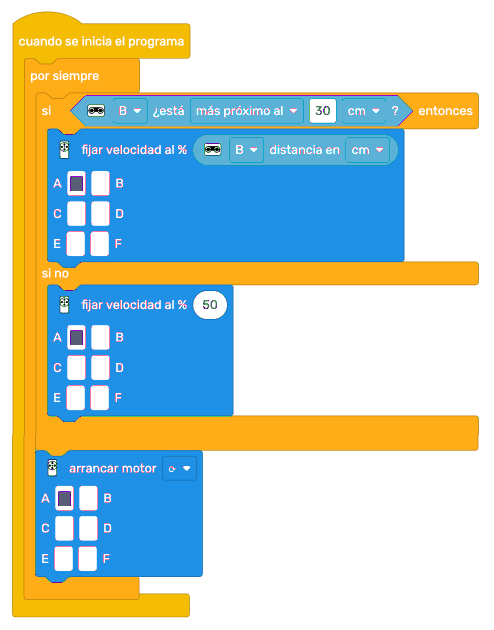 cuando se inicia el programa
por siempre
si B ¿está más próximo al 30 cm ? entonces
fijar velocidad al % B distancia en cm
A B
C D
E F
si no
fijar velocidad al % 50
A B
C D
E F
arrancar motor
A B
C D
E F